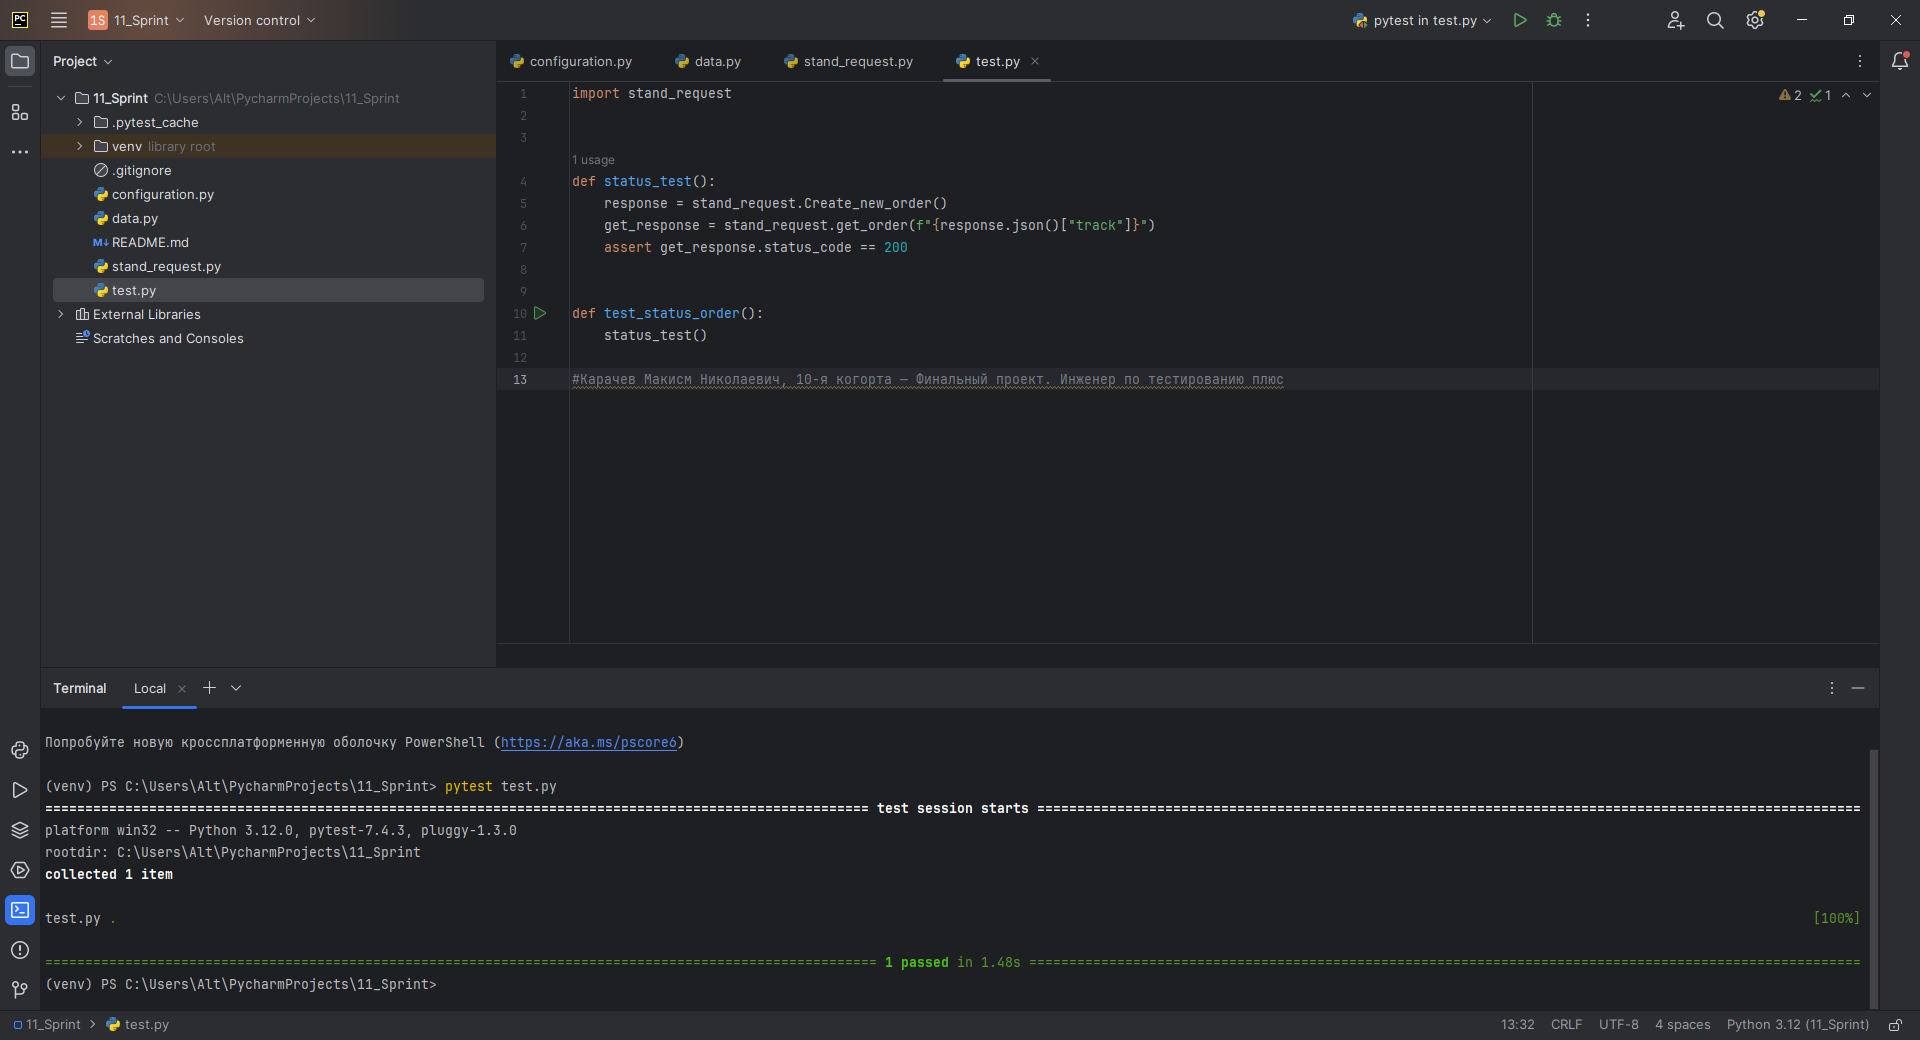 PC
1S 11_Sprint Version control pytest in test.py
Project
configuration.py data.py stand_request.py test.py
11_Sprint C:\Users\Alt\PycharmProjects\11_Sprint
.pytest_cache
venv library root
.gitignore
configuration.py
data.py
M↓ README.md
stand_request.py
test.py
External Libraries
Scratches and Consoles
2 1
1 import stand_request
2
3
1 usage
4 def status_test():
5 response = stand_request.Create_new_order()
6 get_response = stand_request.get_order(f"{response.json()["track"]}")
7 assert get_response.status_code == 200
8
9
10 def test_status_order():
11 status_test()
12
13 #Карачев Макисм Николаевич, 10-я когорта — Финальный проект. Инженер по тестированию плюс
Terminal Local
Попробуйте новую кроссплатформенную оболочку PowerShell (https://aka.ms/pscore6)
(venv) PS C:\Users\Alt\PycharmProjects\11_Sprint> pytest test.py
======================================================================================================= test session starts =======================================================================================================
platform win32 -- Python 3.12.0, pytest-7.4.3, pluggy-1.3.0
rootdir: C:\Users\Alt\PycharmProjects\11_Sprint
collected 1 item
test.py . [100%]
======================================================================================================== 1 passed in 1.48s ========================================================================================================
(venv) PS C:\Users\Alt\PycharmProjects\11_Sprint>
11_Sprint > test.py 13:32 CRLF UTF-8 4 spaces Python 3.12 (11_Sprint)